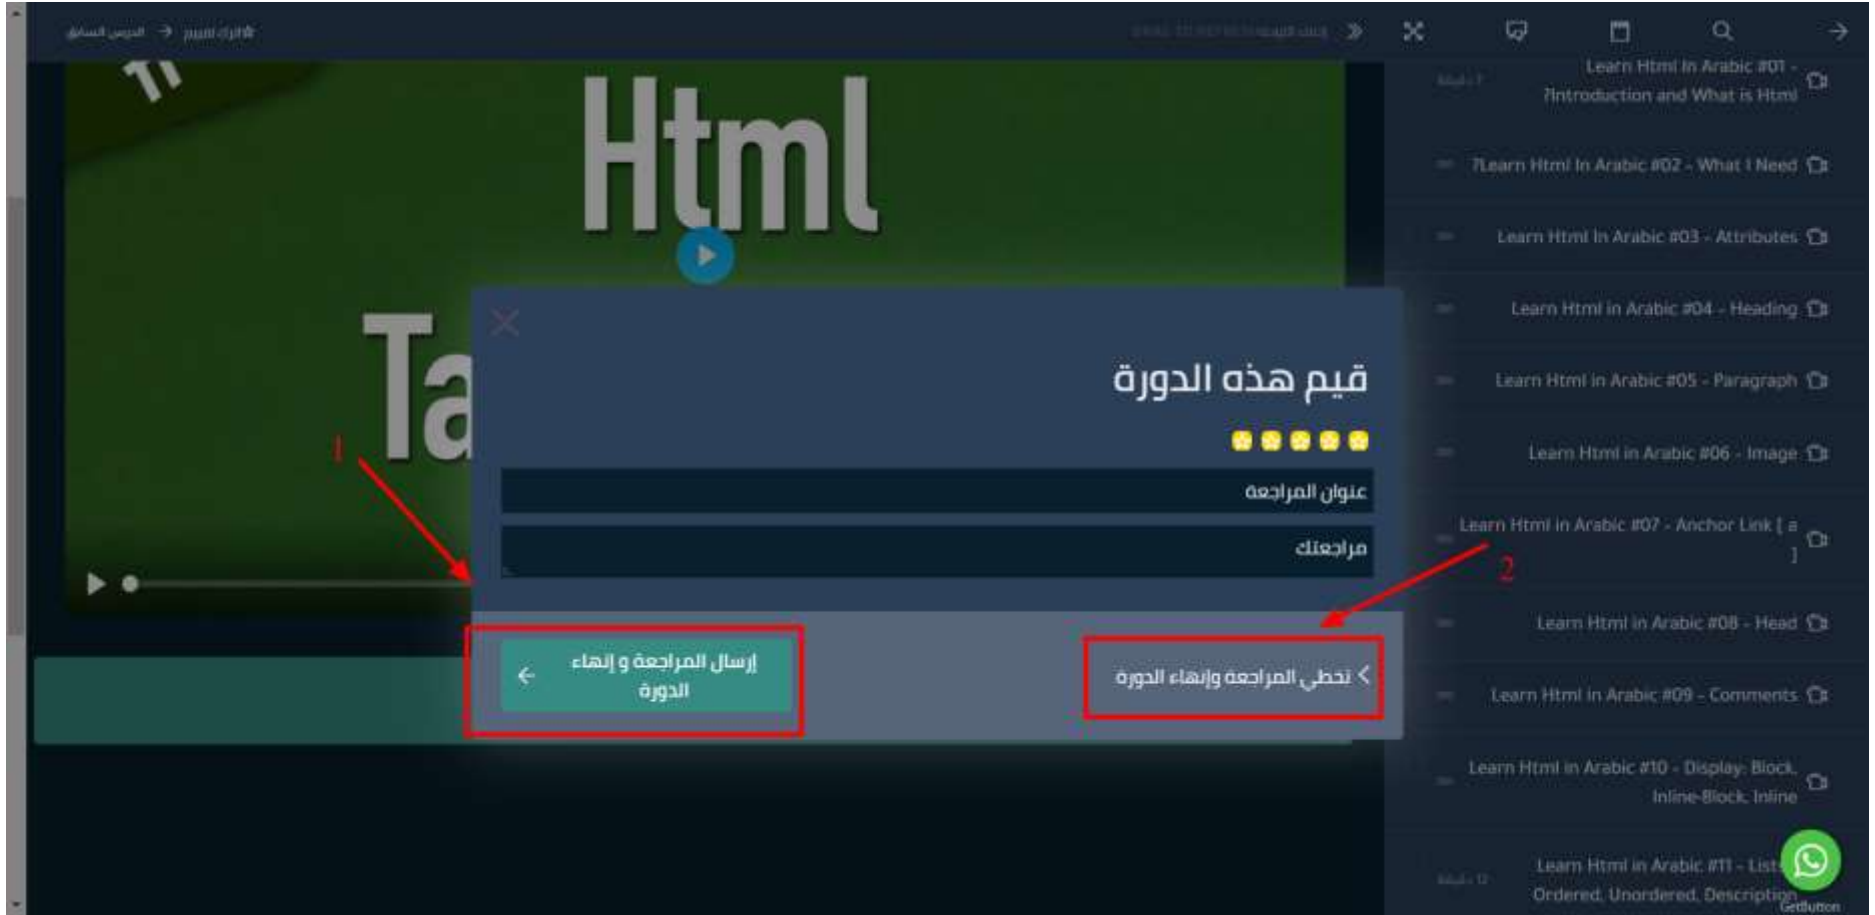 الدرس السابق
Learn Html In Arabic #01 -
Introduction and What is Html?
Learn Html In Arabic #02 - What I Need?
Learn Html In Arabic #03 - Attributes
Learn Html in Arabic #04 - Heading
Learn Html in Arabic #05 - Paragraph
Learn Html in Arabic #06 - Image
Learn Html in Arabic #07 - Anchor Link [ a
]
Learn Html in Arabic #08 - Head
Learn Html in Arabic #09 - Comments
Learn Html in Arabic #10 - Display: Block,
Inline-Block, Inline
Learn Html in Arabic #11 - List:
Ordered, Unordered, Description
Html
Ta
قيم هذه الدورة
عنوان المراجعة
مراجعتك
1
2
تخطي المراجعة وإنهاء الدورة
إرسال المراجعة و إنهاء
الدورة
GetButton